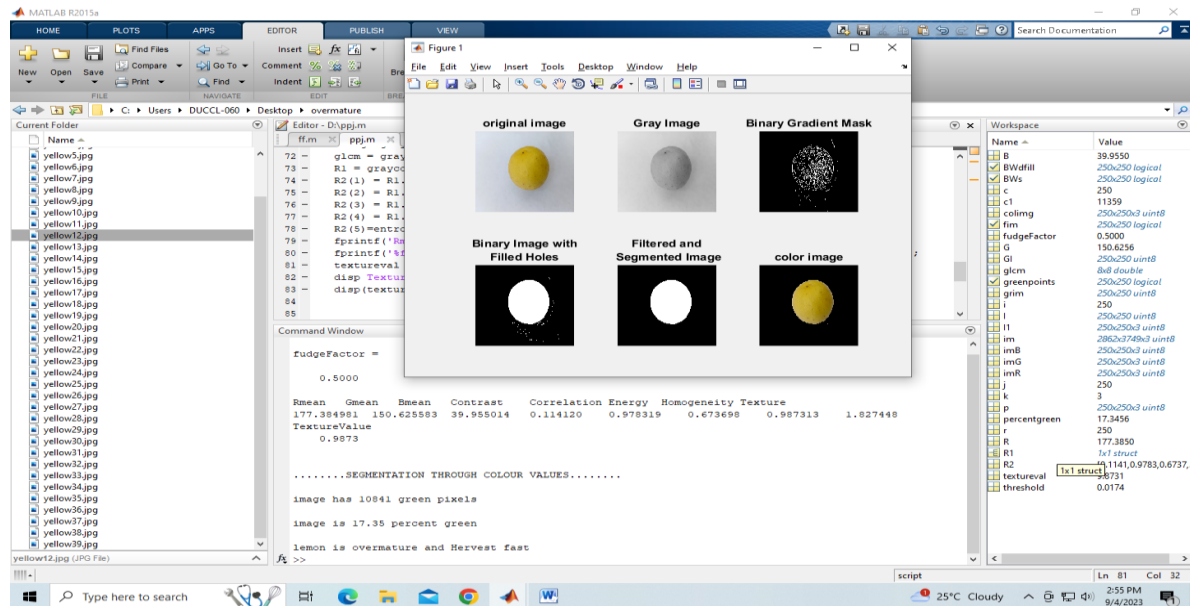 MATLAB R2015a
HOME PLOTS APPS EDITOR PUBLISH VIEW
Search Documentation
New Open Save
Find Files
Compare
Print
Go To
Find
Insert
Comment
Indent
fx
Bre
FILE NAVIGATE EDIT BRE
C: Users DUCCL-060 Desktop overmature
Current Folder
Name
yellow5.jpg
yellow6.jpg
yellow7.jpg
yellow8.jpg
yellow9.jpg
yellow10.jpg
yellow11.jpg
yellow12.jpg
yellow13.jpg
yellow14.jpg
yellow15.jpg
yellow16.jpg
yellow17.jpg
yellow18.jpg
yellow19.jpg
yellow20.jpg
yellow21.jpg
yellow22.jpg
yellow23.jpg
yellow24.jpg
yellow25.jpg
yellow26.jpg
yellow27.jpg
yellow28.jpg
yellow29.jpg
yellow30.jpg
yellow31.jpg
yellow32.jpg
yellow33.jpg
yellow34.jpg
yellow35.jpg
yellow36.jpg
yellow37.jpg
yellow38.jpg
yellow39.jpg
yellow12.jpg (JPG File)
Editor - D:\ppj.m
ff.m ppj.m
72 - glcm = gray
73 - R1 = grayco
74 - R2(1) = R1.
75 - R2(2) = R1.
76 - R2(3) = R1.
77 - R2(4) = R1.
78 - R2(5)=entro
79 - fprintf('Rm
80 - fprintf('%f ;
81 - textureval
82 - disp Textur
83 - disp(textur
84
85
Figure 1
File Edit View Insert Tools Desktop Window Help
original image
Gray Image
Binary Gradient Mask
Binary Image with
Filled Holes
Filtered and
Segmented Image
color image
Command Window
fudgeFactor =
0.5000
Rmean Gmean Bmean Contrast Correlation Energy Homogeneity Texture
177.384981 150.625583 39.955014 0.114120 0.978319 0.673698 0.987313 1.827448
TextureValue
0.9873
........SEGMENTATION THROUGH COLOUR VALUES........
image has 10841 green pixels
image is 17.35 percent green
lemon is overmature and Hervest fast
fx >>
Workspace
Name Value
B 39.9550
BWdfill 250x250 logical
BWs 250x250 logical
c 250
c1 11359
colimg 250x250x3 uint8
fim 250x250 logical
fudgeFactor 0.5000
G 150.6256
GI 250x250 uint8
glcm 8x8 double
greenpoints 250x250 logical
grim 250x250 uint8
i 250
I 250x250 uint8
I1 250x250x3 uint8
im 2862x3749x3 uint8
imB 250x250x3 uint8
imG 250x250x3 uint8
imR 250x250x3 uint8
j 250
k 3
p 250x250x3 uint8
percentgreen 17.3456
r 250
R 177.3850
R1 1x1 struct
R2 .1141,0.9783,0.6737,
1x1 struct
textureval .8731
threshold 0.0174
script Ln 81 Col 32
Type here to search
25°C Cloudy
2:55 PM
9/4/2023